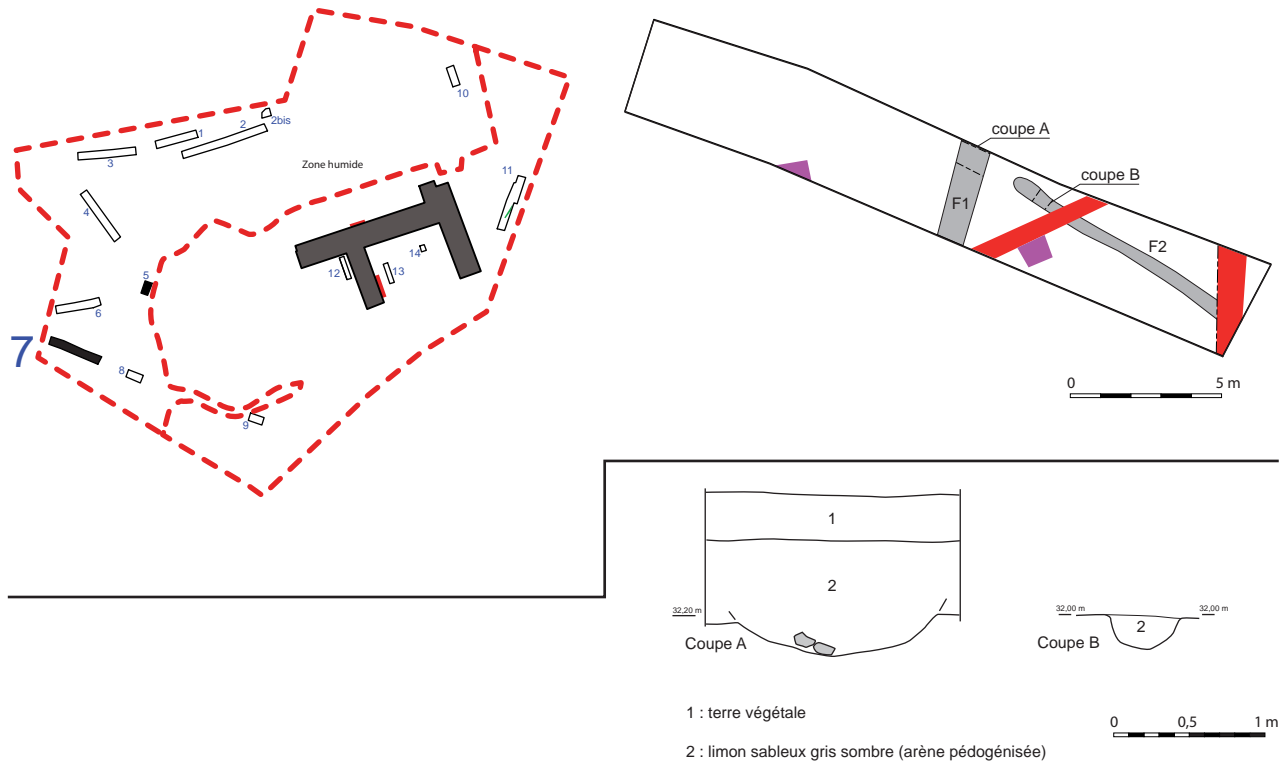 10
2bis
2
1
3
Zone humide
11
4
14
12
13
5
6
7
8
9
coupe A
coupe B
F1
F2
0 5 m
1
2
32,20 m
Coupe A
32,00 m
32,00 m
2
Coupe B
1 : terre végétale
2 : limon sableux gris sombre (arène pédogénisée)
0 0,5 1 m